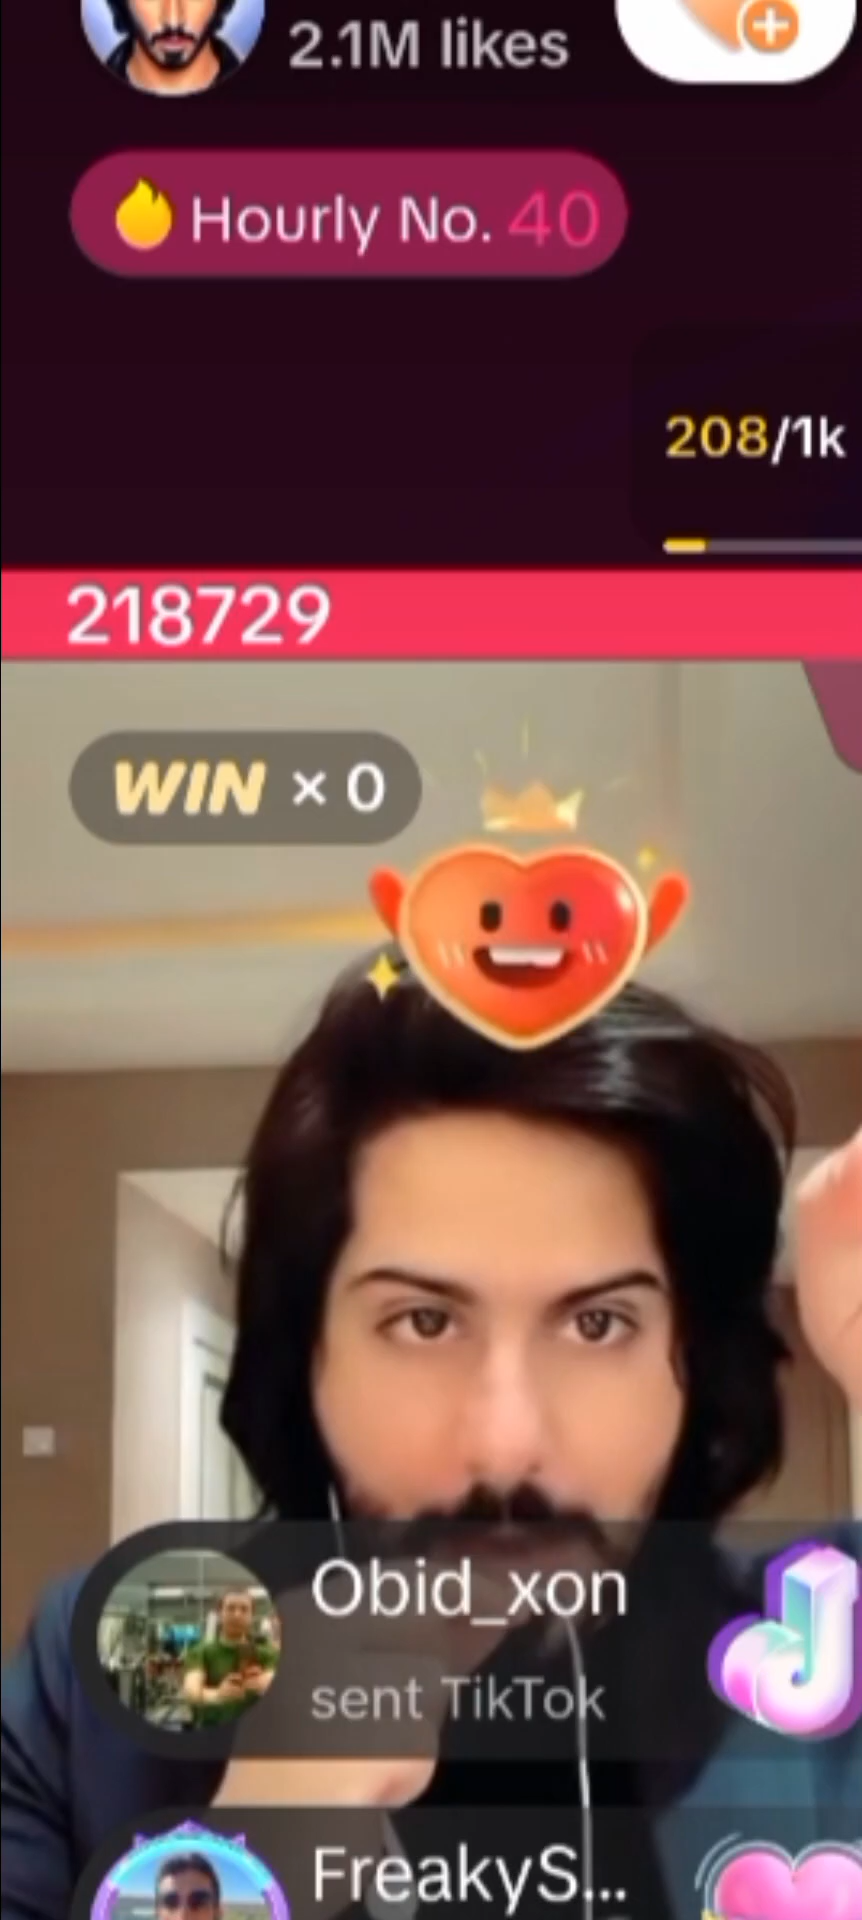 2.1M likes
Hourly No. 40
208/1k
218729
WIN × 0
Obid_xon
sent TikTok
FreakyS...